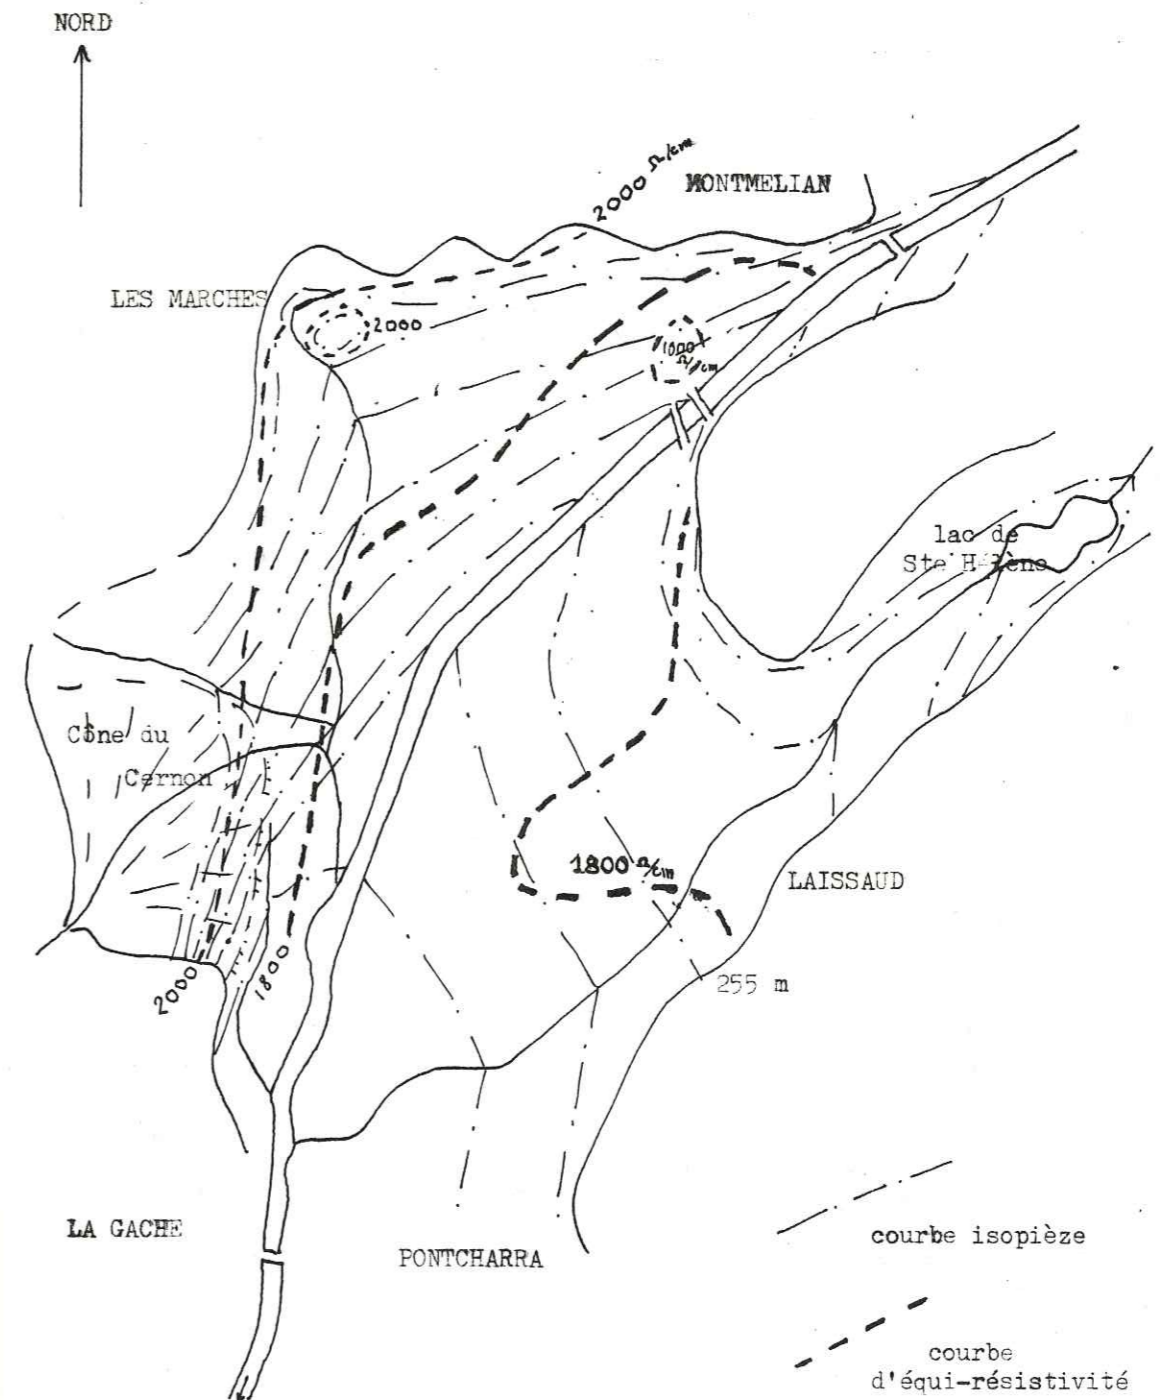 NORD
2000 Ω/cm
MONTMELIAN
LES MARCHES
2000
Ω/cm
lac de
Ste Hélène
Cône du
Cernon
1800 Ω/cm
LAISSAUD
2000
1800
255 m
LA GACHE
PONTCHARRA
courbe isopièze
courbe
d'équi-résistivité